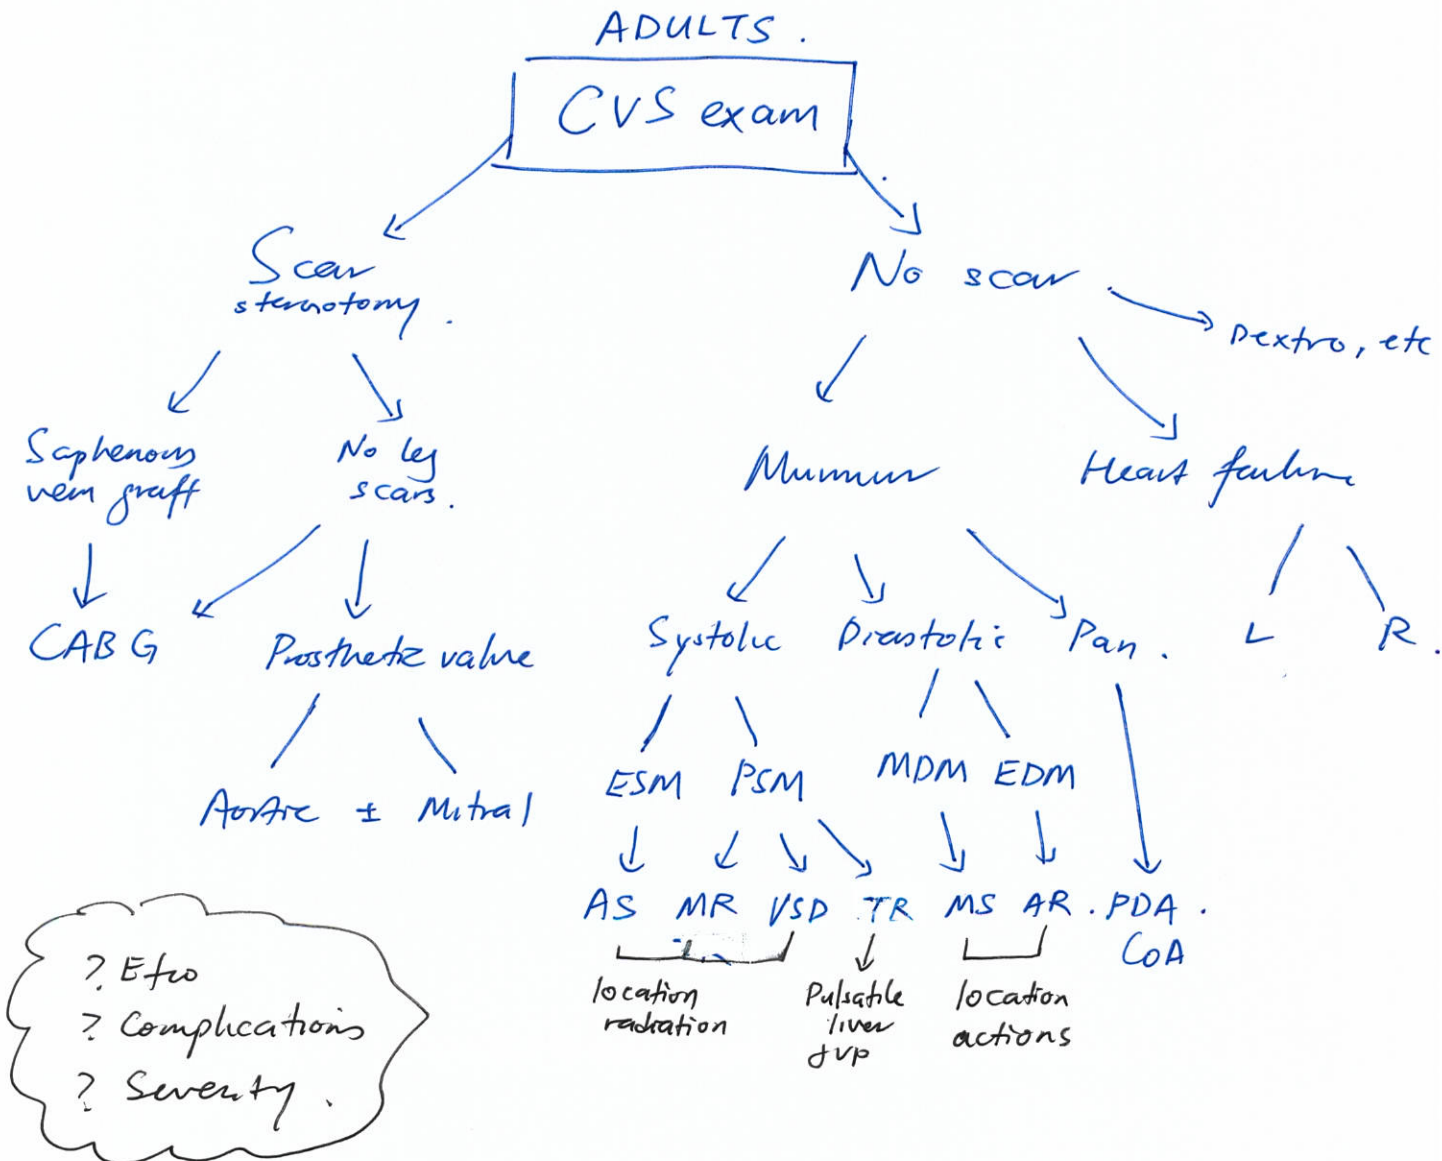 ADULTS.
CVS exam
Scar
sternotomy.
No scar
Dextro, etc
Saphenous
vein graft
No leg
scars.
Murmur
Heart failure
CABG
Prosthetic valve
Systolic
Diastolic
Pan.
L
R.
Aortic ± Mitral
ESM
PSM
MDM
EDM
AS
MR
VSD
TR
MS
AR.
PDA.
CoA
location
radiation
Pulsatile
liver
JVP
location
actions
?
? Complications
? Severity.